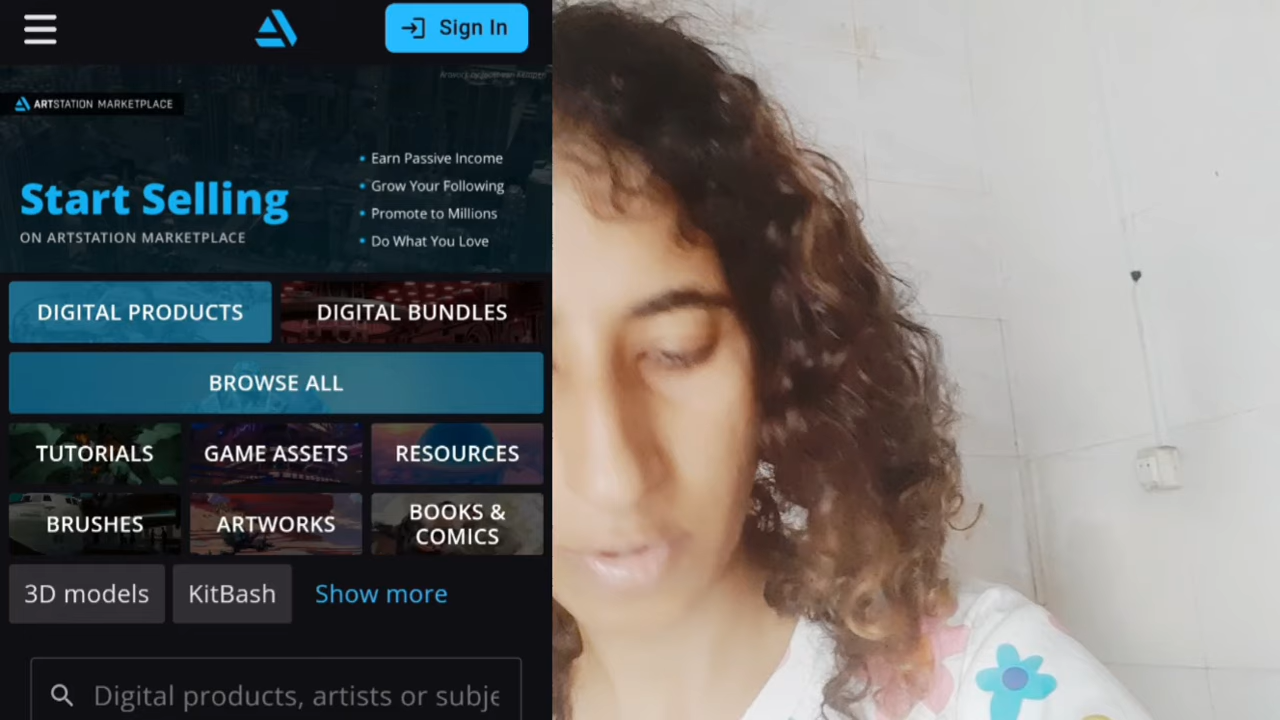 Sign In
ARTSTATION MARKETPLACE
Start Selling
ON ARTSTATION MARKETPLACE
Earn Passive Income
Grow Your Following
Promote to Millions
Do What You Love
DIGITAL PRODUCTS
DIGITAL BUNDLES
BROWSE ALL
TUTORIALS
GAME ASSETS
RESOURCES
BRUSHES
ARTWORKS
BOOKS &
COMICS
3D models
KitBash
Show more
Digital products, artists or subje